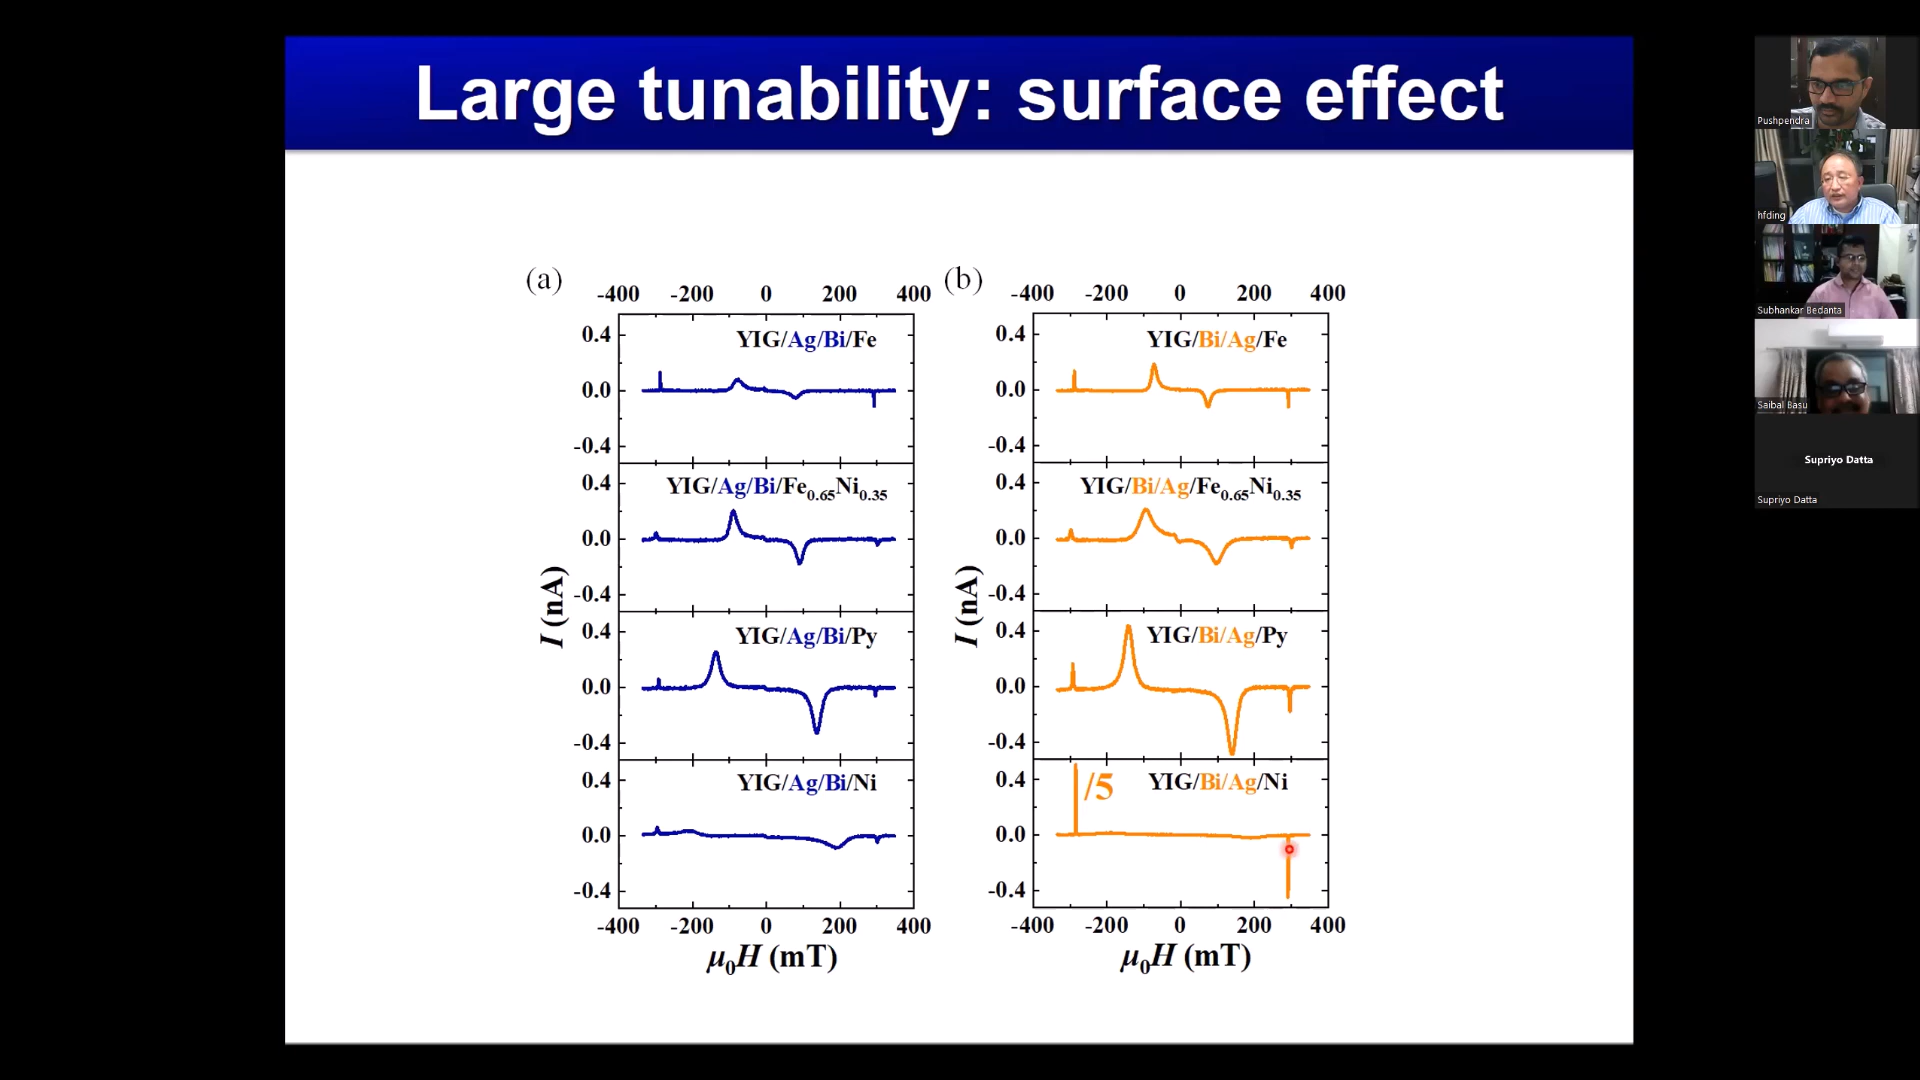 Large tunability: surface effect
(a)
-400 -200 0 200 400
0.4
YIG/Ag/Bi/Fe
0.0
-0.4
0.4
YIG/Ag/Bi/Fe0.65Ni0.35
0.0
-0.4
0.4
YIG/Ag/Bi/Py
0.0
-0.4
0.4
YIG/Ag/Bi/Ni
0.0
-0.4
I (nA)
-400 -200 0 200 400
μ0H (mT)
(b)
-400 -200 0 200 400
0.4
YIG/Bi/Ag/Fe
0.0
-0.4
0.4
YIG/Bi/Ag/Fe0.65Ni0.35
0.0
-0.4
0.4
YIG/Bi/Ag/Py
0.0
-0.4
0.4
/5 YIG/Bi/Ag/Ni
0.0
-0.4
I (nA)
-400 -200 0 200 400
μ0H (mT)
Pushpendra
hfding
Subhankar Bedanta
Saibal Basu
Supriyo Datta
Supriyo Datta